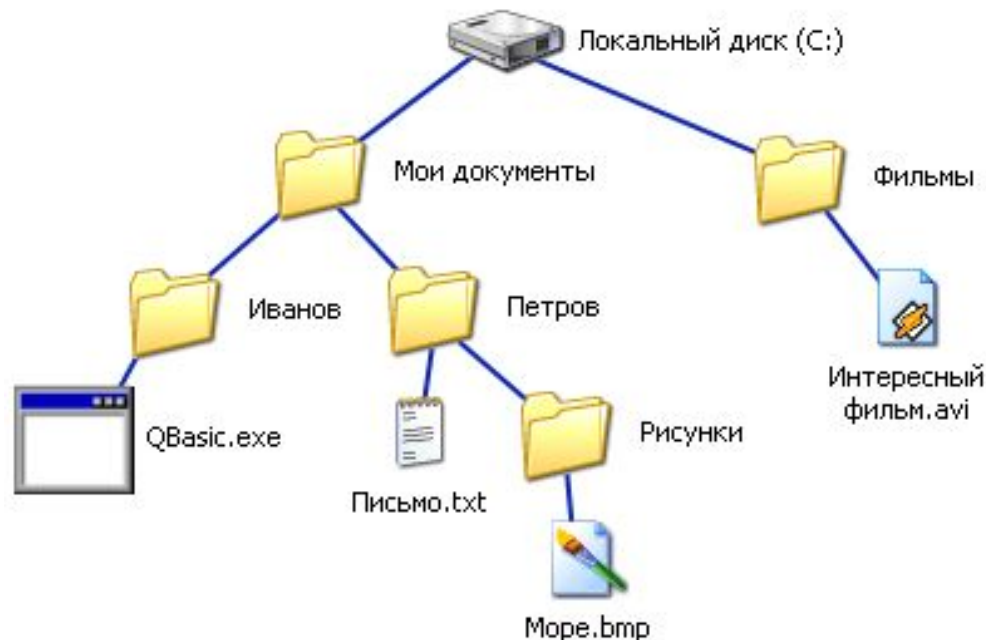 Локальный диск (C:)
Мои документы
Фильмы
Иванов
Петров
Интересный
фильм.avi
QBasic.exe
Рисунки
Письмо.txt
Море.bmp